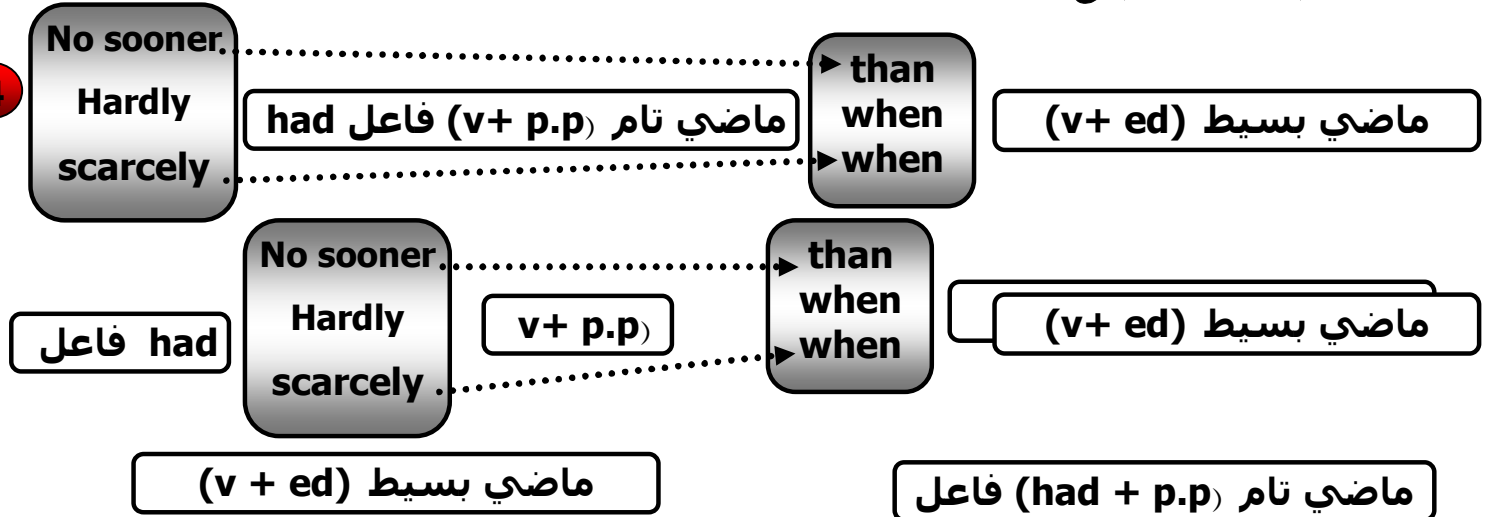 No sooner
Hardly
scarcely
had فاعل (v+ p.p) ماضي تام
than
when
when
ماضي بسيط (v+ ed)
had فاعل
No sooner
Hardly
scarcely
v+ p.p)
than
when
when
ماضي بسيط (v+ ed)
ماضي بسيط (v + ed)
ماضي تام (had + p.p) فاعل